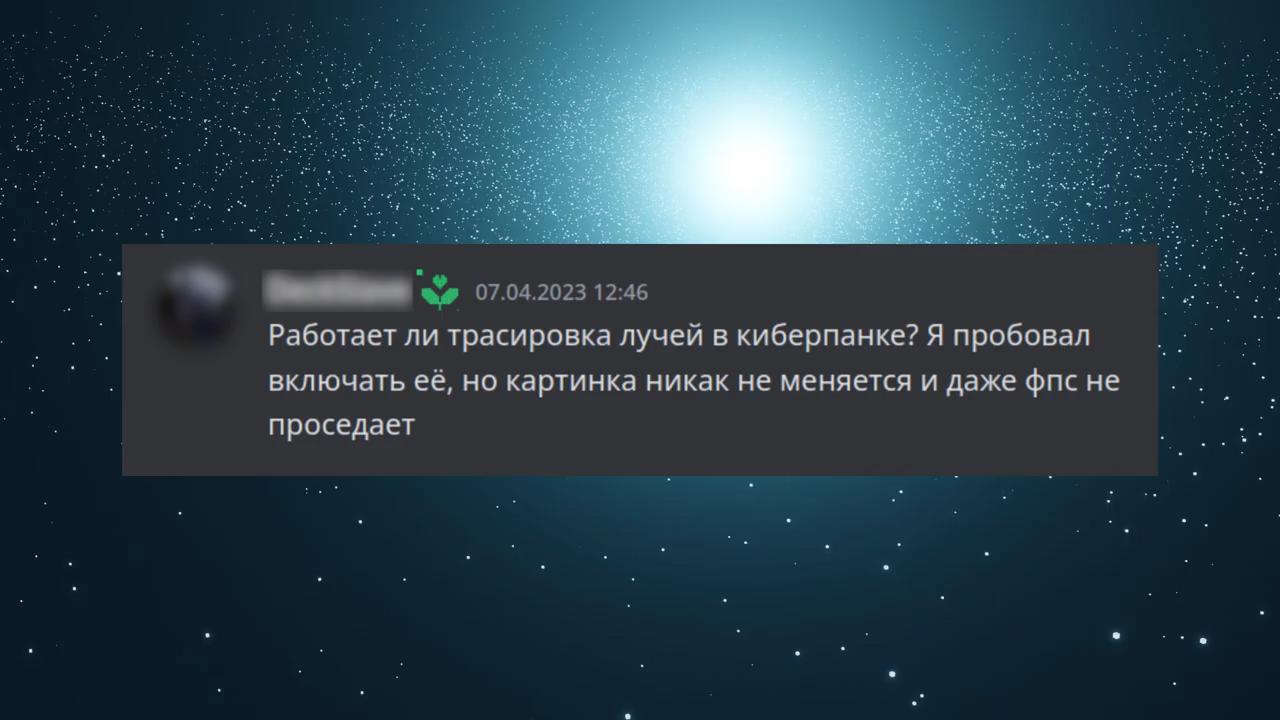 07.04.2023 12:46
Работает ли трасировка лучей в киберпанке? Я пробовал
включать её, но картинка никак не меняется и даже фпс не
проседает